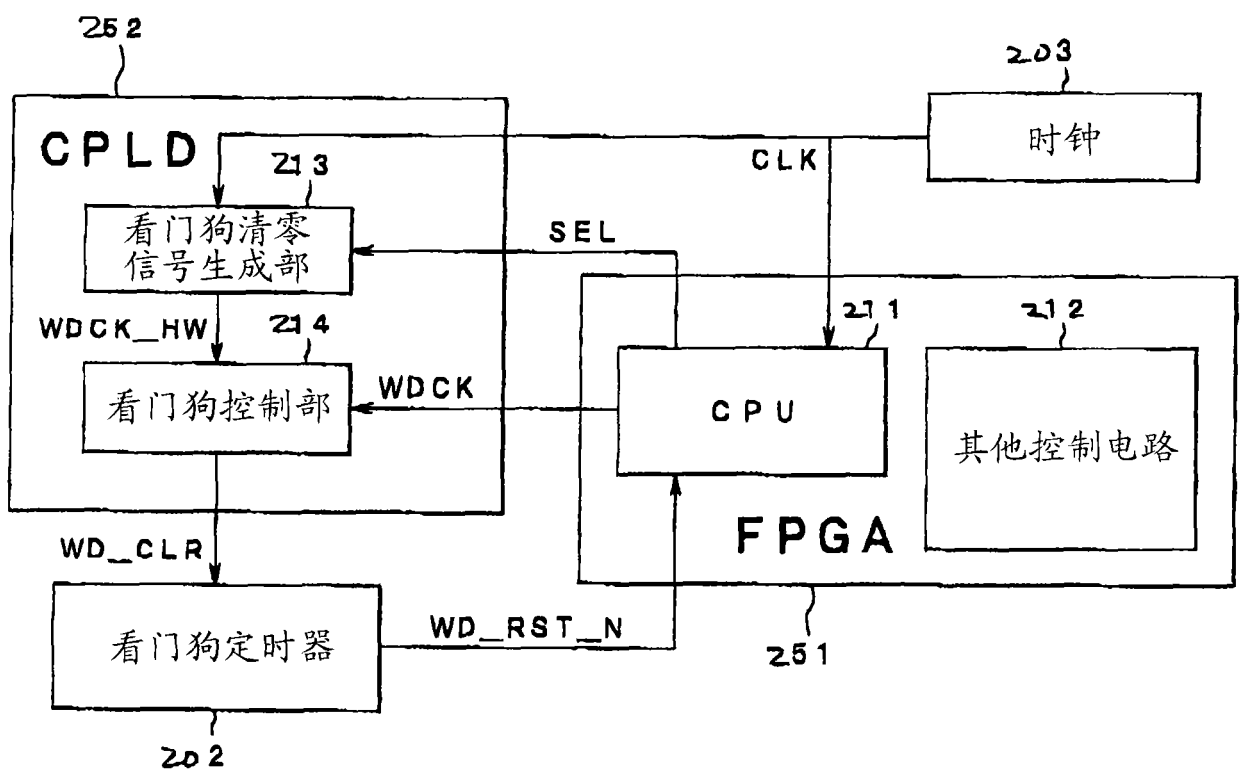 252
203
CPLD
时钟
CLK
213
看门狗清零
信号生成部
SEL
WDCK_HW
214
211
212
看门狗控制部
WDCK
CPU
其他控制电路
FPGA
WD_CLR
看门狗定时器
WD_RST_N
251
202